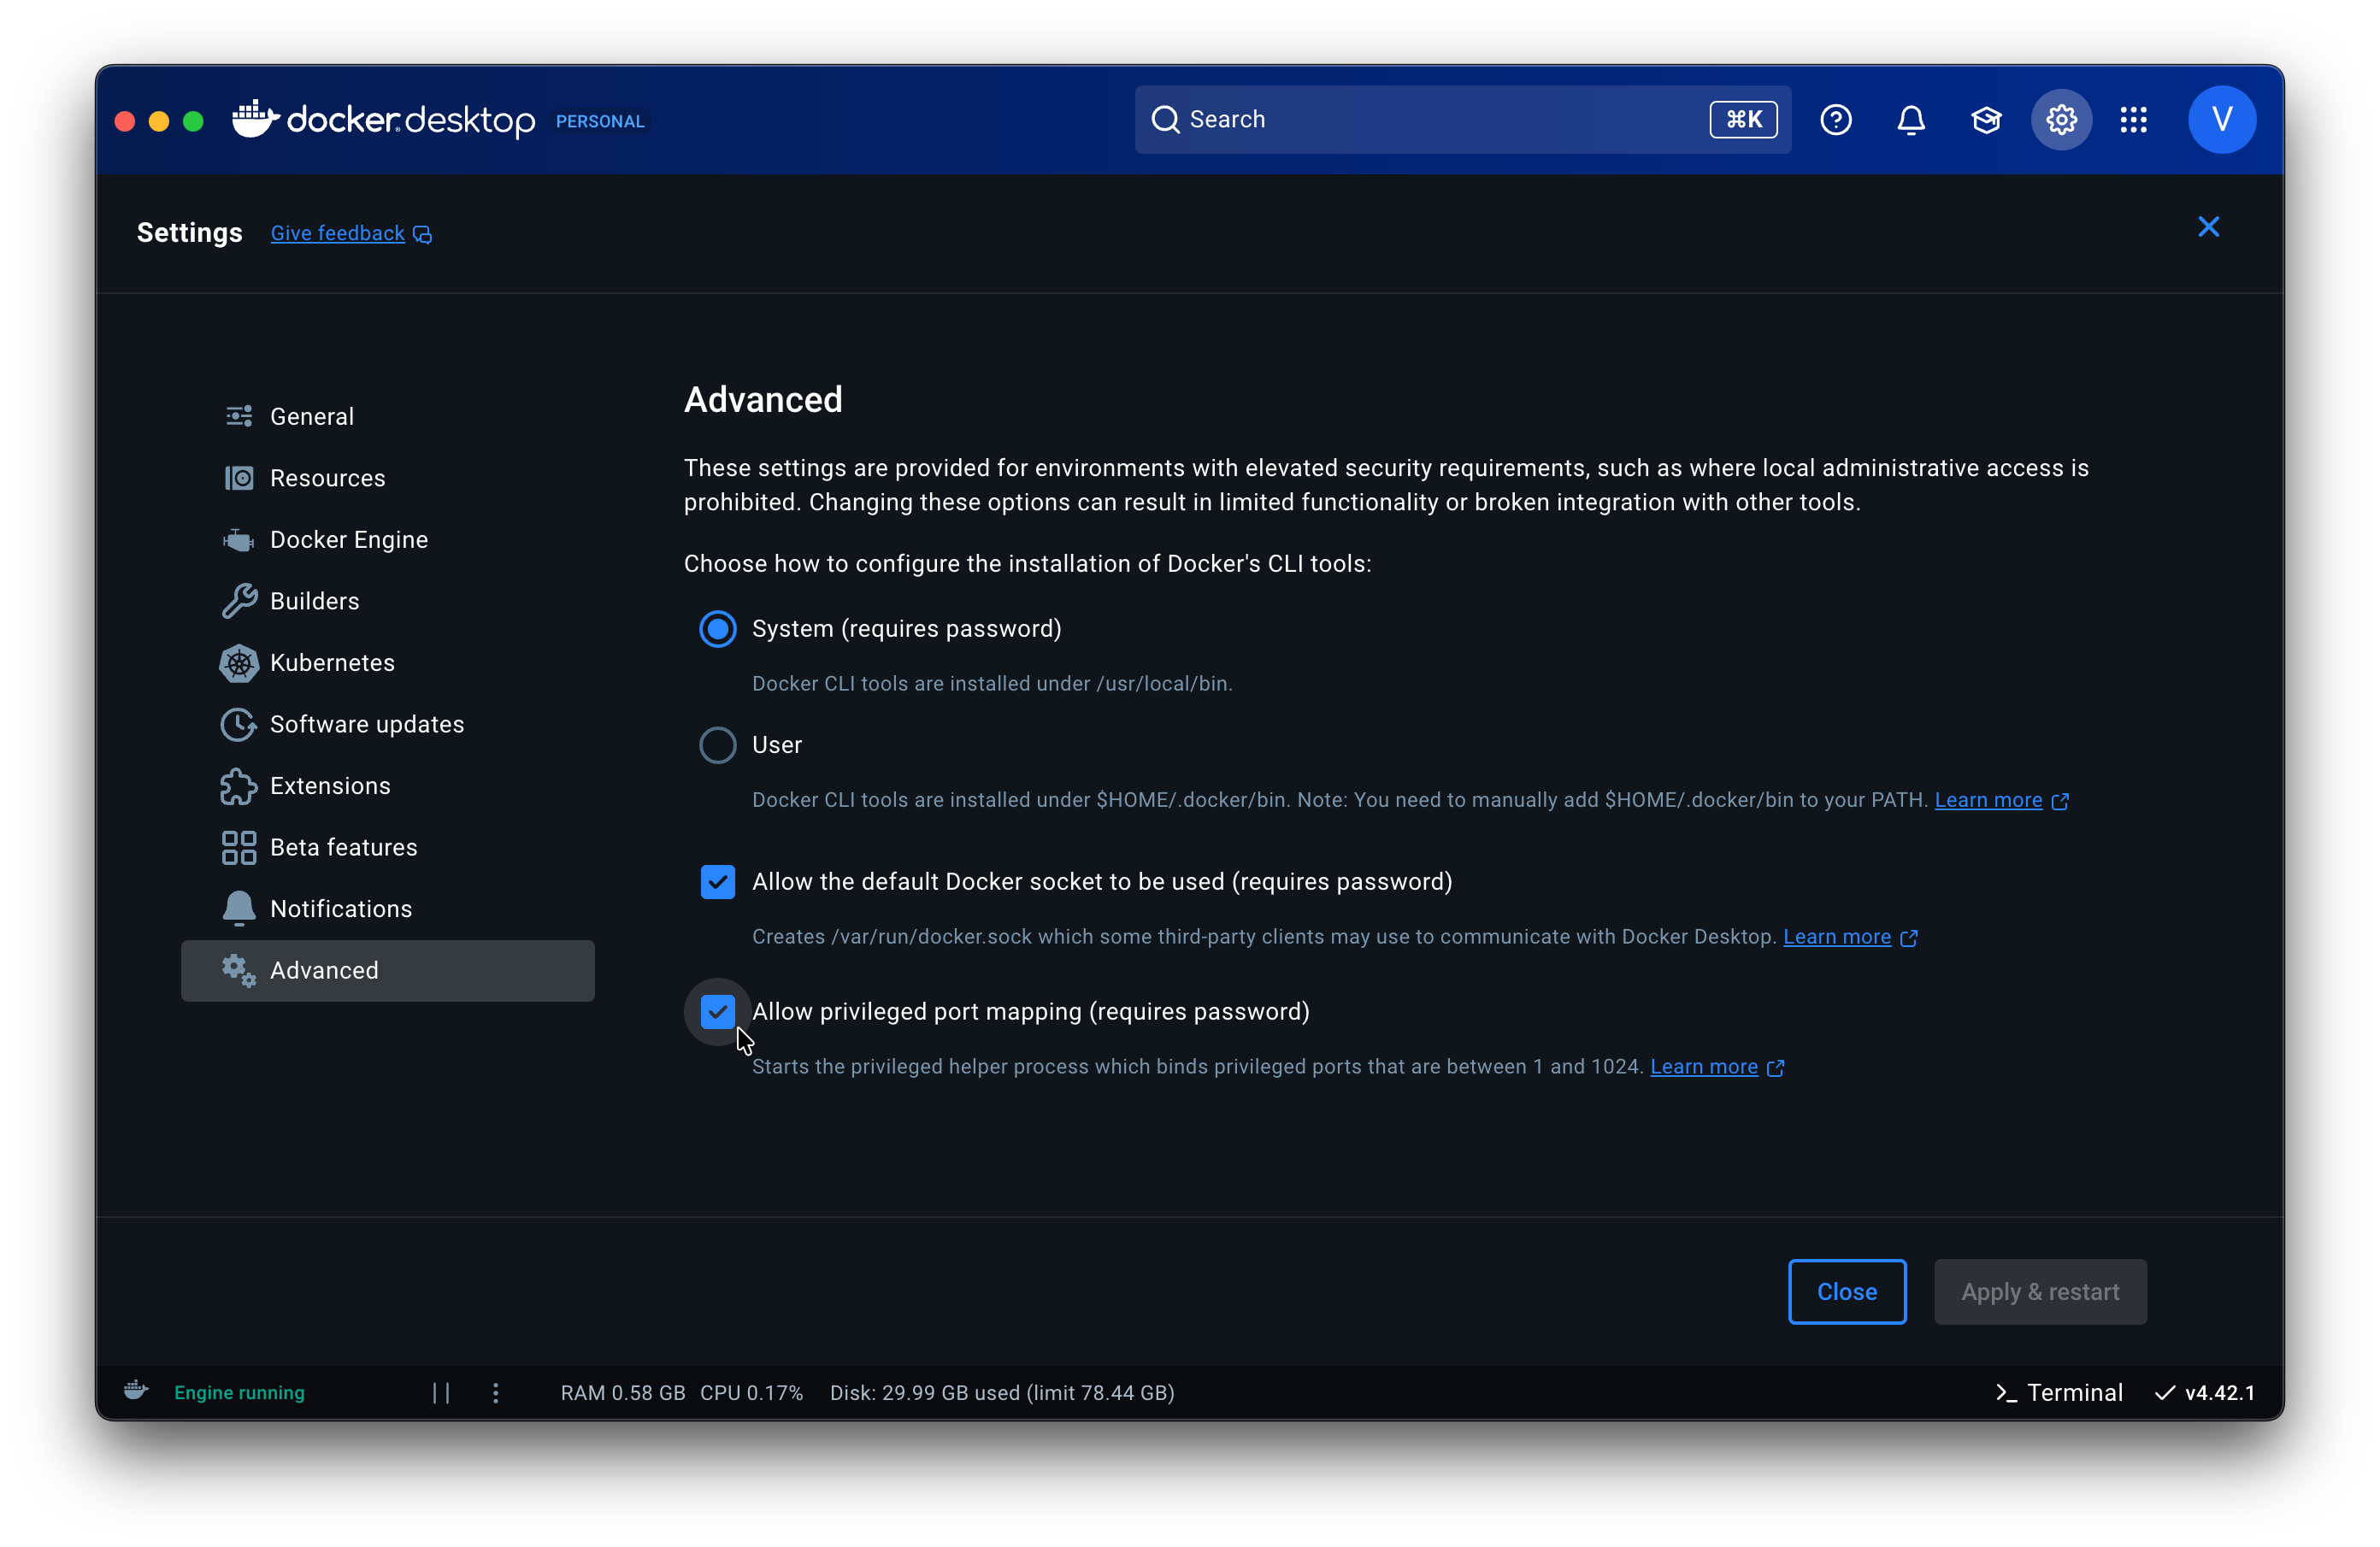 docker desktop PERSONAL
Search
⌘K
V
Settings
Give feedback
General
Resources
Docker Engine
Builders
Kubernetes
Software updates
Extensions
Beta features
Notifications
Advanced
Advanced
These settings are provided for environments with elevated security requirements, such as where local administrative access is
prohibited. Changing these options can result in limited functionality or broken integration with other tools.
Choose how to configure the installation of Docker's CLI tools:
System (requires password)
Docker CLI tools are installed under /usr/local/bin.
User
Docker CLI tools are installed under $HOME/.docker/bin. Note: You need to manually add $HOME/.docker/bin to your PATH. Learn more
Allow the default Docker socket to be used (requires password)
Creates /var/run/docker.sock which some third-party clients may use to communicate with Docker Desktop. Learn more
Allow privileged port mapping (requires password)
Starts the privileged helper process which binds privileged ports that are between 1 and 1024. Learn more
Close
Apply & restart
Engine running
RAM 0.58 GB CPU 0.17% Disk: 29.99 GB used (limit 78.44 GB)
Terminal
v4.42.1